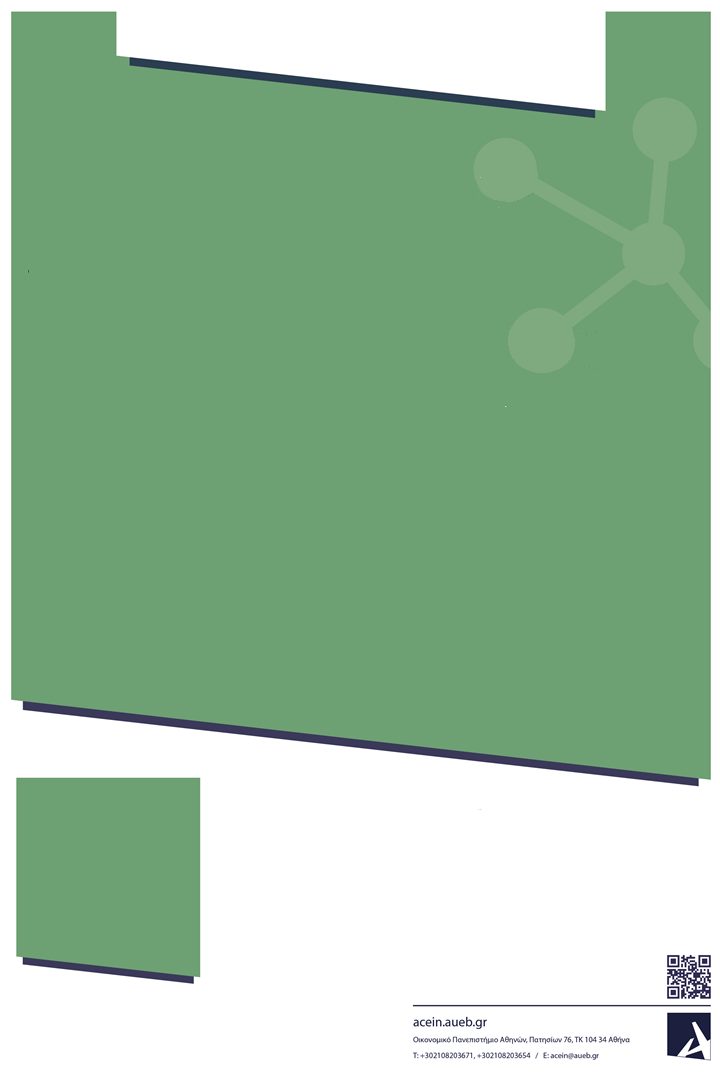 acein.aueb.gr
Οικονομικό Πανεπιστήμιο Αθηνών, Πατησίων 76, ΤΚ 104 34 Αθήνα
Τ: +302108203671, +302108203654 / E: acein@aueb.gr